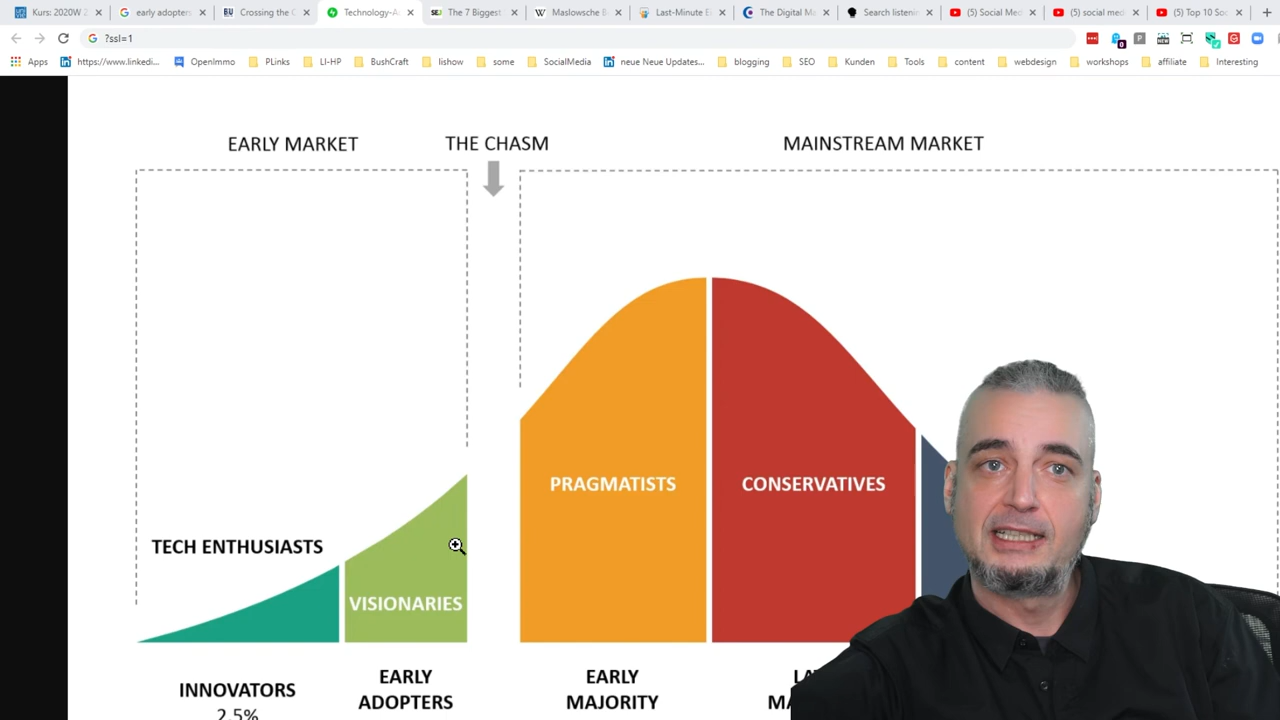 Kurs: 2020W 2
early adopters
Crossing the C
Technology-A
The 7 Biggest
Maslowsche B
Last-Minute E
The Digital M
Search listenin
(5) Social Med
(5) social med
(5) Top 10 Soc
?ssl=1
Apps
https://www.linkedi...
OpenImmo
PLinks
LI-HP
BushCraft
lishow
some
SocialMedia
neue Neue Updates...
blogging
SEO
Kunden
Tools
content
webdesign
workshops
affiliate
Interesting
EARLY MARKET
THE CHASM
MAINSTREAM MARKET
PRAGMATISTS
CONSERVATIVES
TECH ENTHUSIASTS
VISIONARIES
INNOVATORS
2.5%
EARLY
ADOPTERS
EARLY
MAJORITY